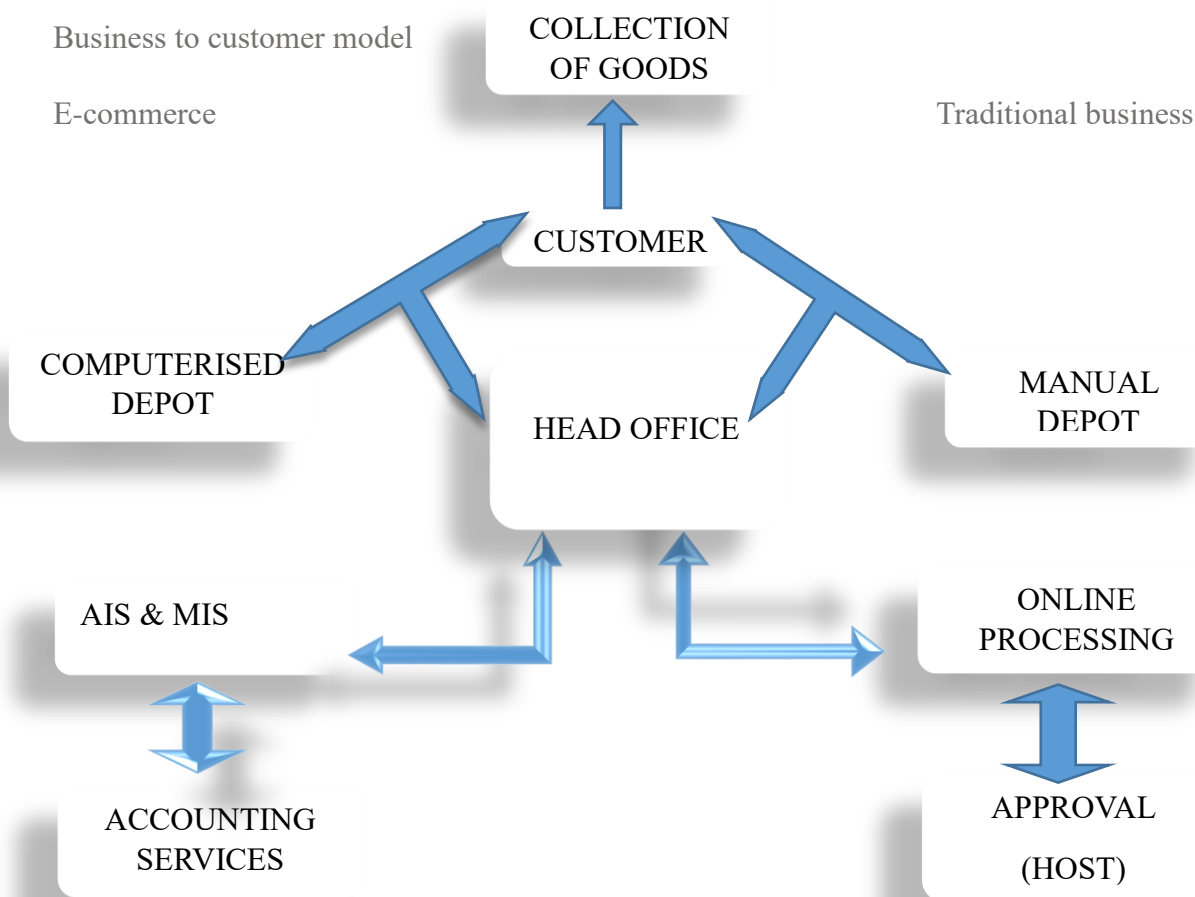 Business to customer model
COLLECTION
OF GOODS
E-commerce
Traditional business
CUSTOMER
COMPUTERISED
DEPOT
MANUAL
DEPOT
HEAD OFFICE
AIS & MIS
ONLINE
PROCESSING
ACCOUNTING
SERVICES
APPROVAL
(HOST)